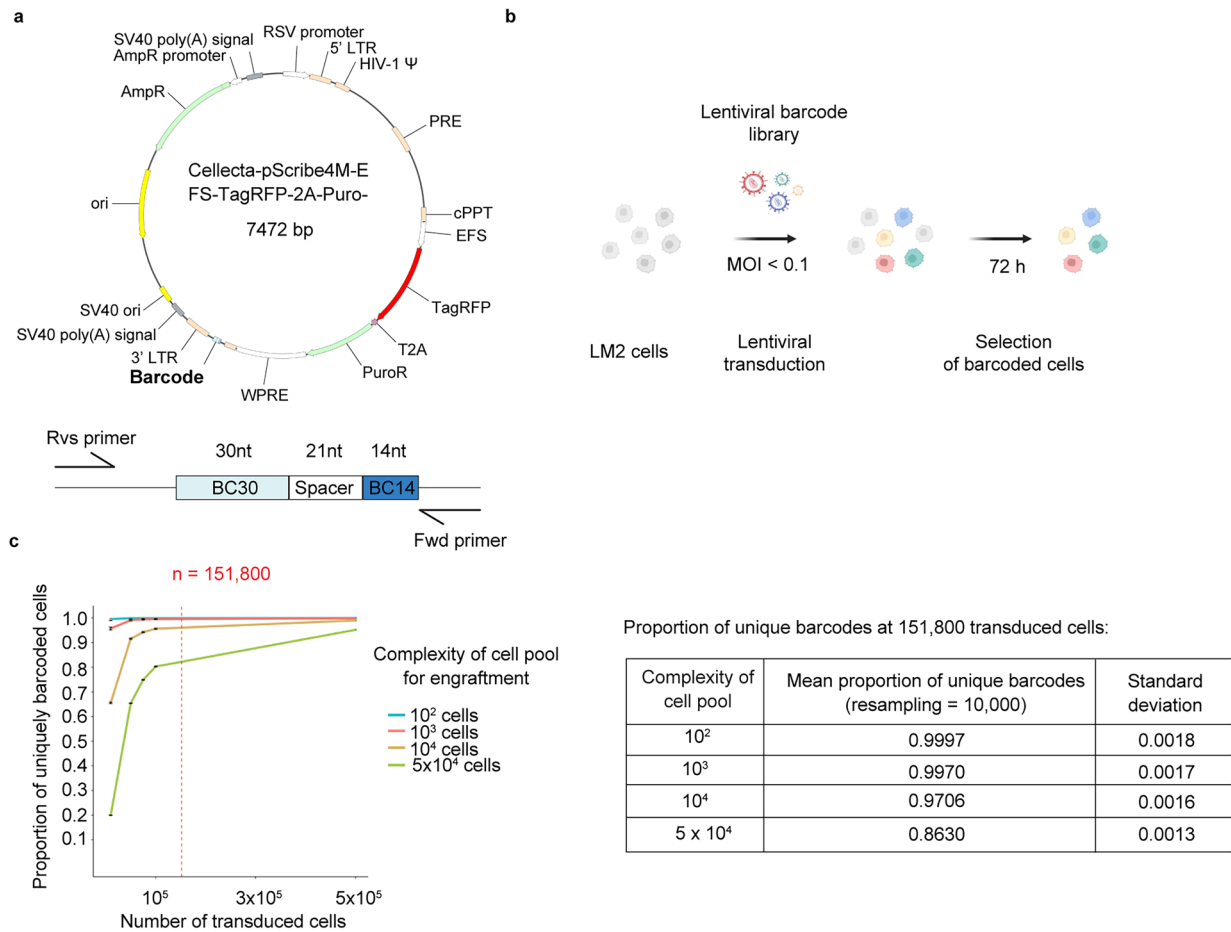 a
SV40 poly(A) signal
AmpR promoter
RSV promoter
5' LTR
HIV-1 Ψ
AmpR
PRE
Cellecta-pScribe4M-E
FS-TagRFP-2A-Puro-
7472 bp
ori
cPPT
EFS
TagRFP
SV40 ori
SV40 poly(A) signal
3' LTR
Barcode
T2A
PuroR
WPRE
Rvs primer
30nt
21nt
14nt
BC30
Spacer
BC14
Fwd primer
b
Lentiviral barcode
library
MOI < 0.1
72 h
LM2 cells
Lentiviral
transduction
Selection
of barcoded cells
c
n = 151,800
Proportion of uniquely barcoded cells
1.0
0.9
0.8
0.7
0.6
0.5
0.4
0.3
0.2
0.1
10⁵
3x10⁵
5x10⁵
Number of transduced cells
Complexity of cell pool
for engraftment
10² cells
10³ cells
10⁴ cells
5x10⁴ cells
Proportion of unique barcodes at 151,800 transduced cells:
Complexity of
cell pool
Mean proportion of unique barcodes
(resampling = 10,000)
Standard
deviation
10² 0.9997 0.0018
10³ 0.9970 0.0017
10⁴ 0.9706 0.0016
5 x 10⁴ 0.8630 0.0013